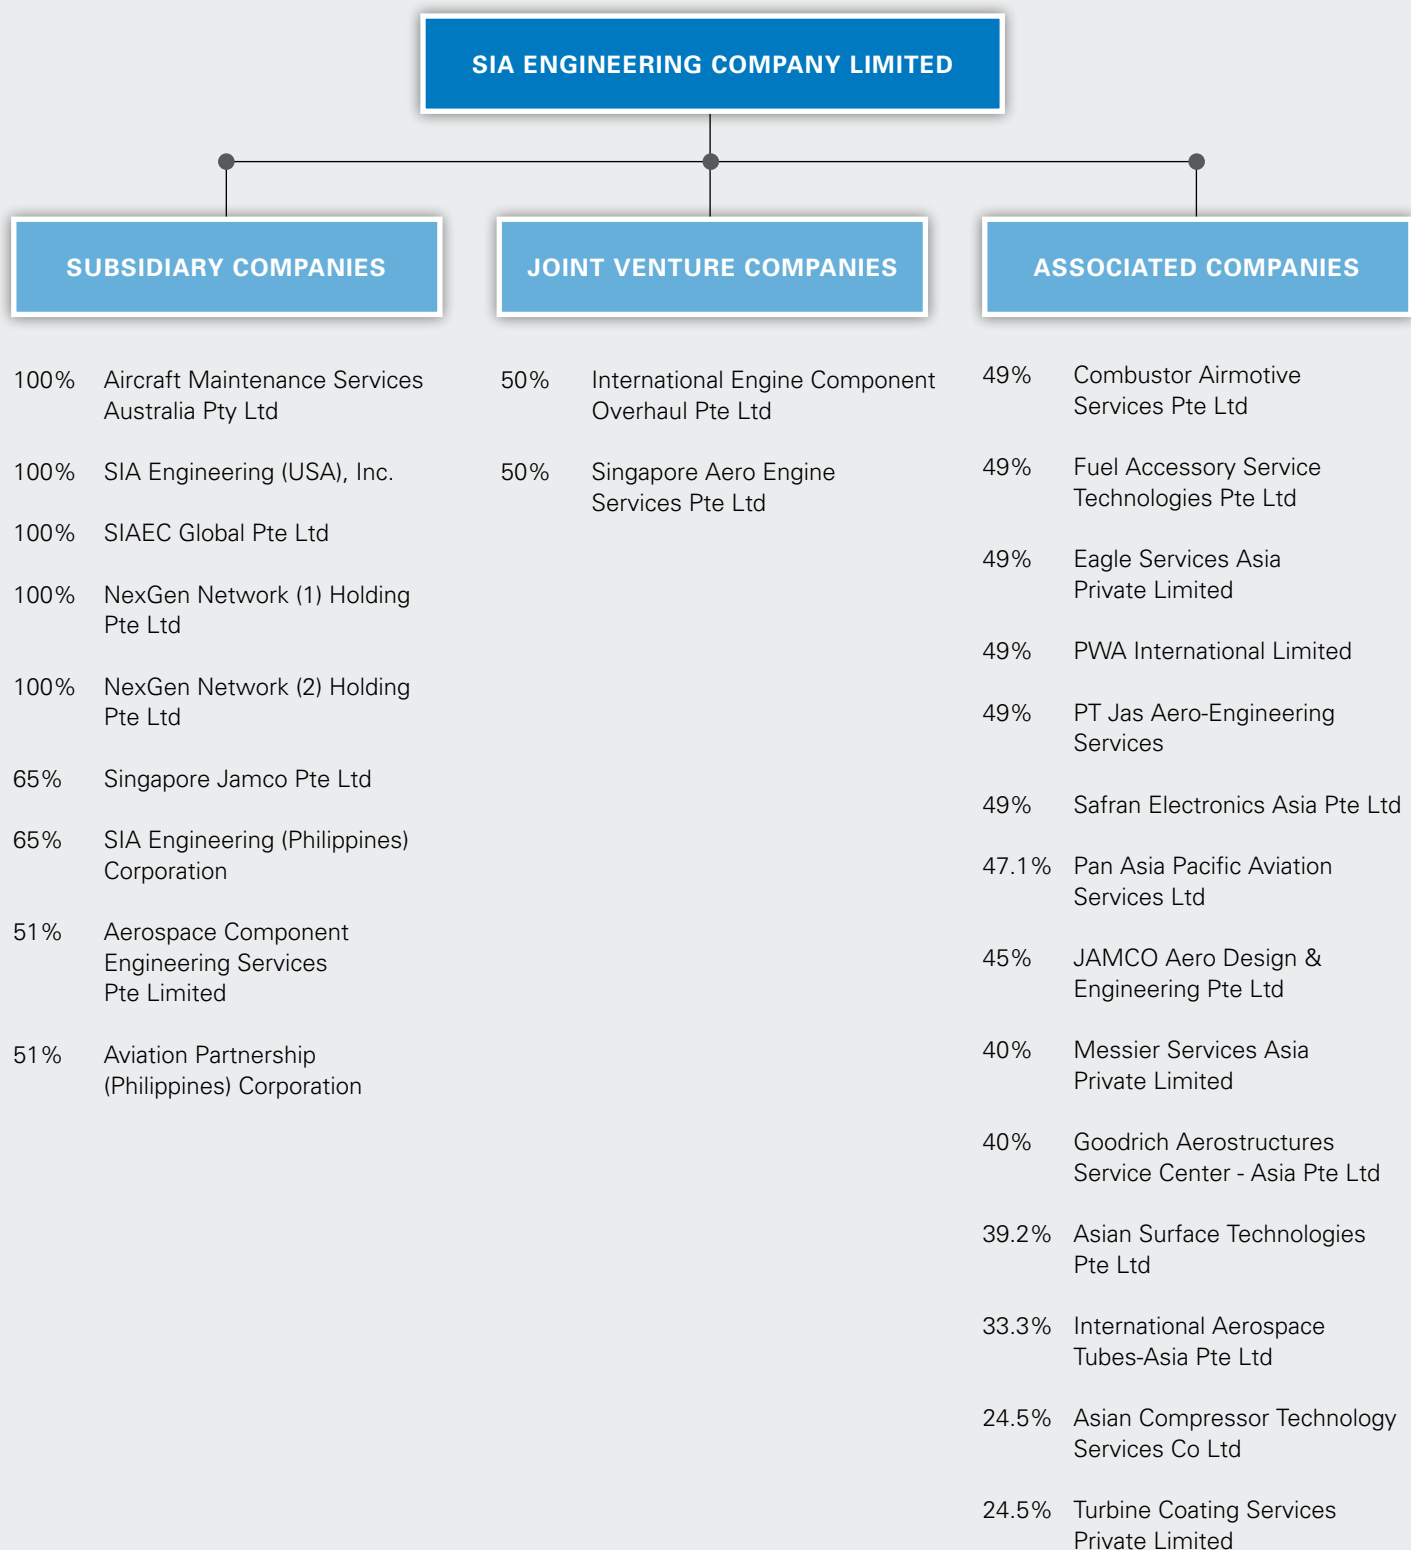 SIA ENGINEERING COMPANY LIMITED
SUBSIDIARY COMPANIES
100% Aircraft Maintenance Services
Australia Pty Ltd
100% SIA Engineering (USA), Inc.
100% SIAEC Global Pte Ltd
100% NexGen Network (1) Holding
Pte Ltd
100% NexGen Network (2) Holding
Pte Ltd
65% Singapore Jamco Pte Ltd
65% SIA Engineering (Philippines)
Corporation
51% Aerospace Component
Engineering Services
Pte Limited
51% Aviation Partnership
(Philippines) Corporation
JOINT VENTURE COMPANIES
50% International Engine Component
Overhaul Pte Ltd
50% Singapore Aero Engine
Services Pte Ltd
ASSOCIATED COMPANIES
49% Combustor Airmotive
Services Pte Ltd
49% Fuel Accessory Service
Technologies Pte Ltd
49% Eagle Services Asia
Private Limited
49% PWA International Limited
49% PT Jas Aero-Engineering
Services
49% Safran Electronics Asia Pte Ltd
47.1% Pan Asia Pacific Aviation
Services Ltd
45% JAMCO Aero Design &
Engineering Pte Ltd
40% Messier Services Asia
Private Limited
40% Goodrich Aerostructures
Service Center - Asia Pte Ltd
39.2% Asian Surface Technologies
Pte Ltd
33.3% International Aerospace
Tubes-Asia Pte Ltd
24.5% Asian Compressor Technology
Services Co Ltd
24.5% Turbine Coating Services
Private Limited